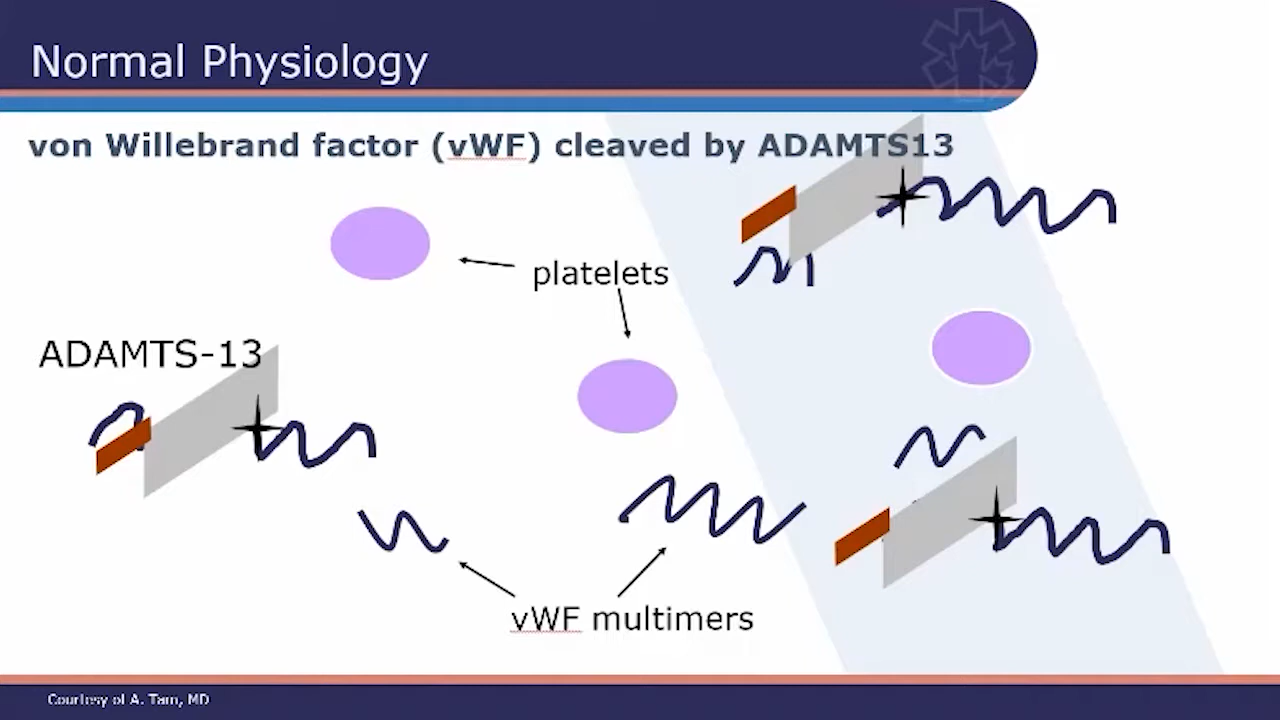 Normal Physiology
von Willebrand factor (vWF) cleaved by ADAMTS13
platelets
ADAMTS-13
vWF multimers
Courtesy of A. Tam, MD